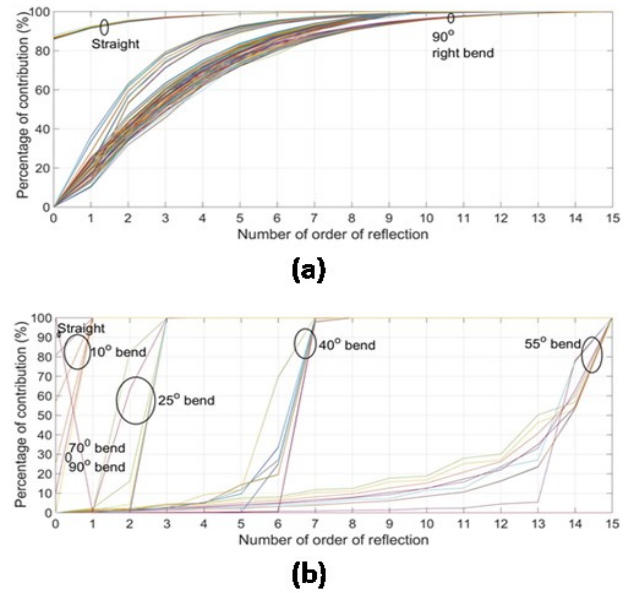 Percentage of contribution (%)
100
80
60
40
20
0
Straight
90°
right bend
0 1 2 3 4 5 6 7 8 9 10 11 12 13 14 15
Number of order of reflection
(a)
Percentage of contribution (%)
100
90
80
70
60
50
40
30
20
10
0
Straight
10° bend
25° bend
40° bend
55° bend
70° bend
90° bend
0 1 2 3 4 5 6 7 8 9 10 11 12 13 14 15
Number of order of reflection
(b)